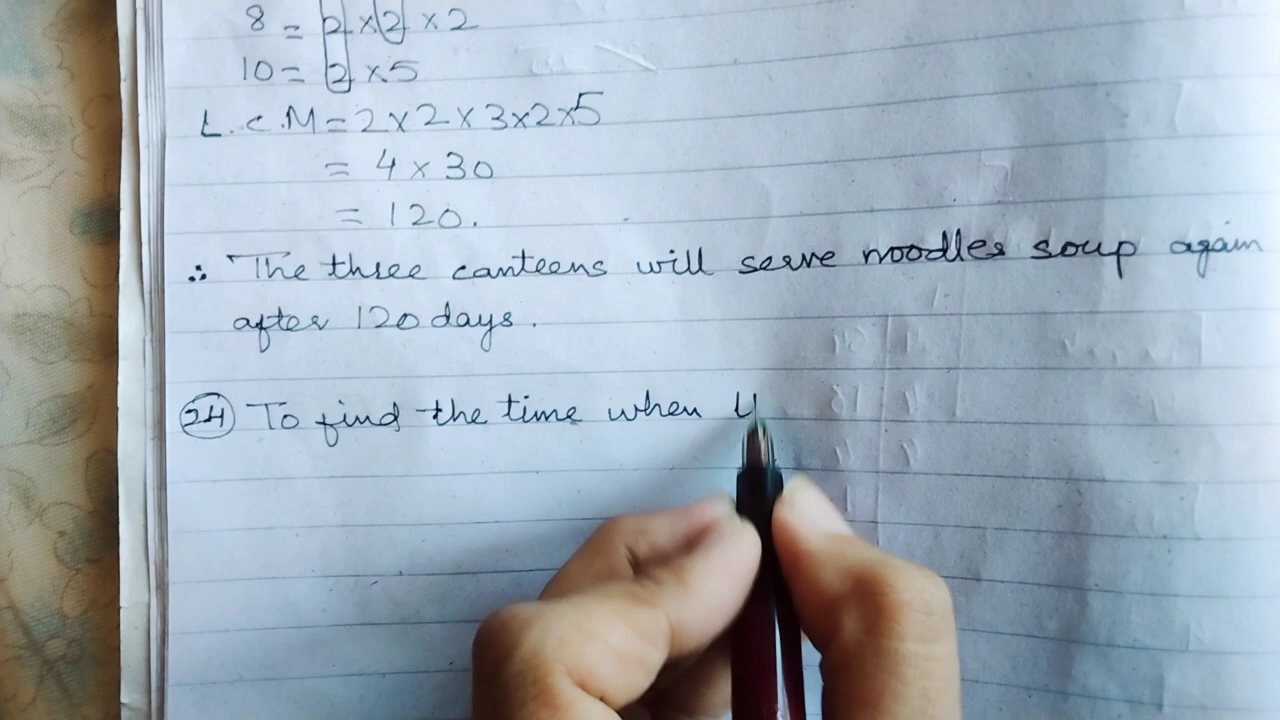 8 = 2 × 2 × 2
10 = 2 × 5
L.C.M = 2 × 2 × 3 × 2 × 5
= 4 × 30
= 120.
∴ The three canteens will serve noodles soup again
after 120 days.
24 To find the time when